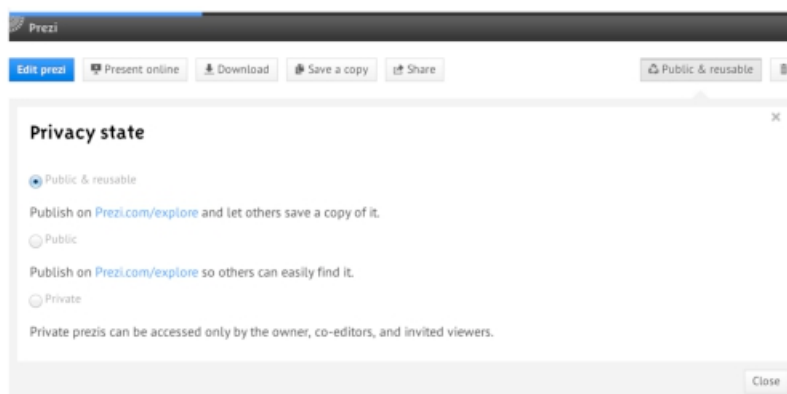 Prezi
Edit prezi Present online Download Save a copy Share Public & reusable
Privacy state
Public & reusable
Publish on Prezi.com/explore and let others save a copy of it.
Public
Publish on Prezi.com/explore so others can easily find it.
Private
Private prezis can be accessed only by the owner, co-editors, and invited viewers.
Close